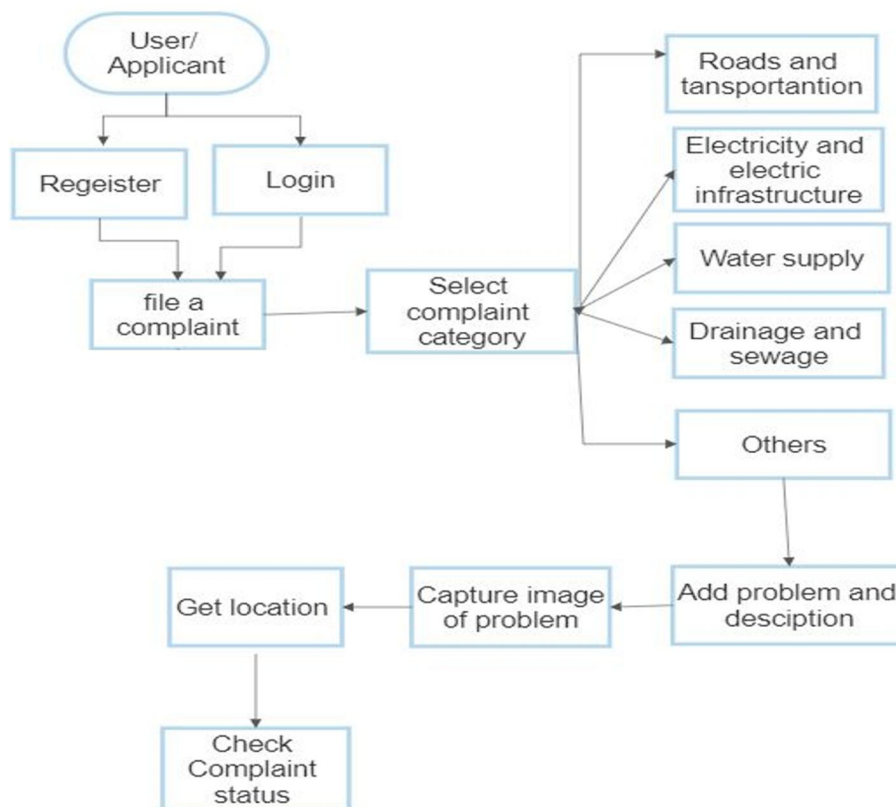 User/
Applicant
Regeister
Login
file a
complaint
Select
complaint
category
Roads and
tansportantion
Electricity and
electric
infrastructure
Water supply
Drainage and
sewage
Others
Add problem and
desciption
Capture image
of problem
Get location
Check
Complaint
status